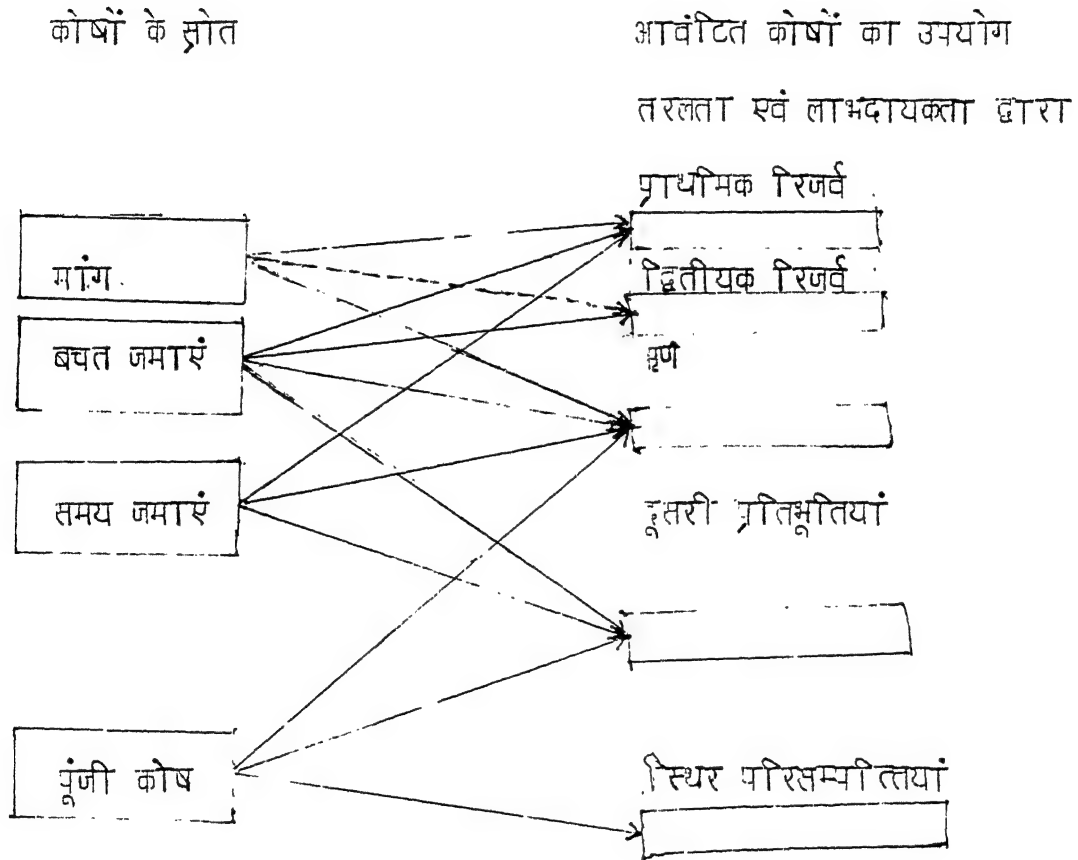 कोषों के स्रोत
आवंटित कोषों का उपयोग
तरलता एवं लाभदायकता द्वारा
प्राथमिक रिजर्व
मांग
द्वितीयक रिजर्व
बचत जमाएं
ऋण
समय जमाएं
दूसरी प्रतिभूतियां
पूंजी कोष
स्थिर परिसम्पत्तियां